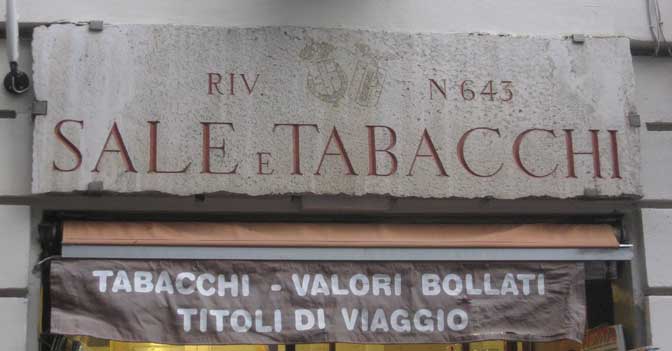 RIV. N 643
SALE E TABACCHI
TABACCHI - VALORI BOLLATI
TITOLI DI VIAGGIO